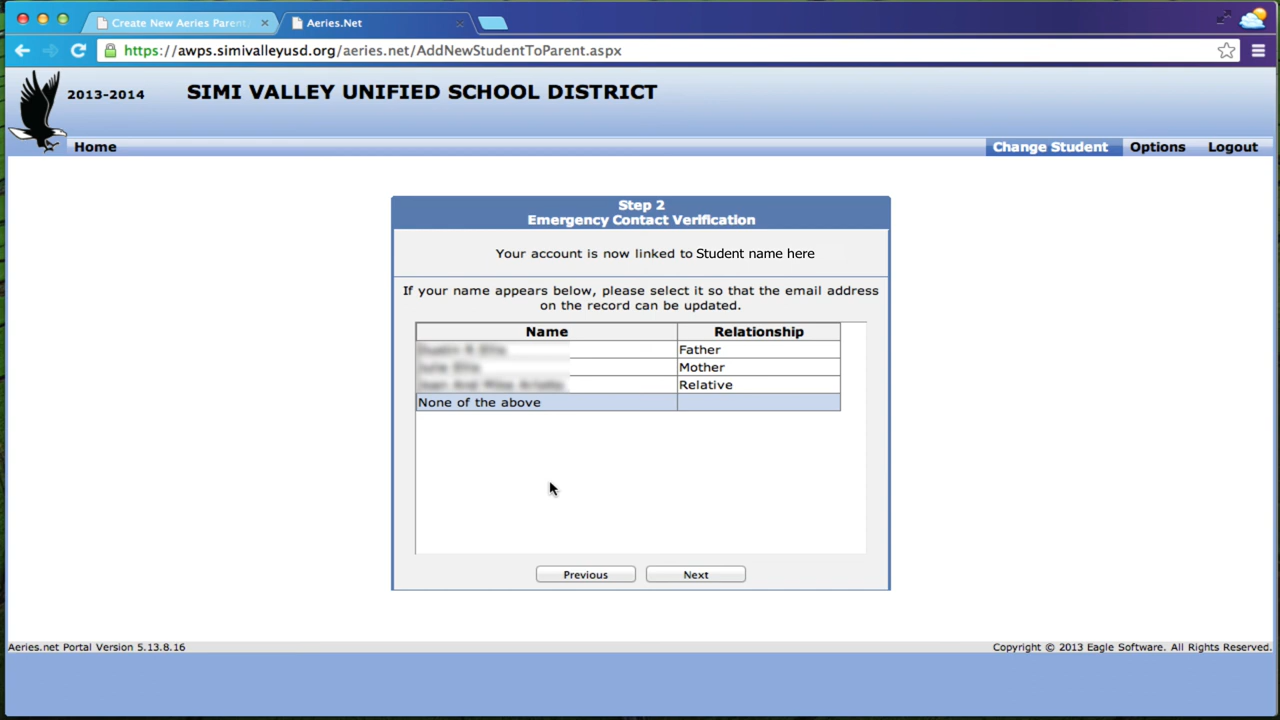 Create New Aeries Parent
Aeries.Net
https://awps.simivalleyusd.org/aeries.net/AddNewStudentToParent.aspx
2013-2014
SIMI VALLEY UNIFIED SCHOOL DISTRICT
Home
Change Student
Options
Logout
Step 2
Emergency Contact Verification
Your account is now linked to Student name here
If your name appears below, please select it so that the email address
on the record can be updated.
Name Relationship
Father
Mother
Relative
None of the above
Previous
Next
Aeries.net Portal Version 5.13.8.16
Copyright © 2013 Eagle Software. All Rights Reserved.